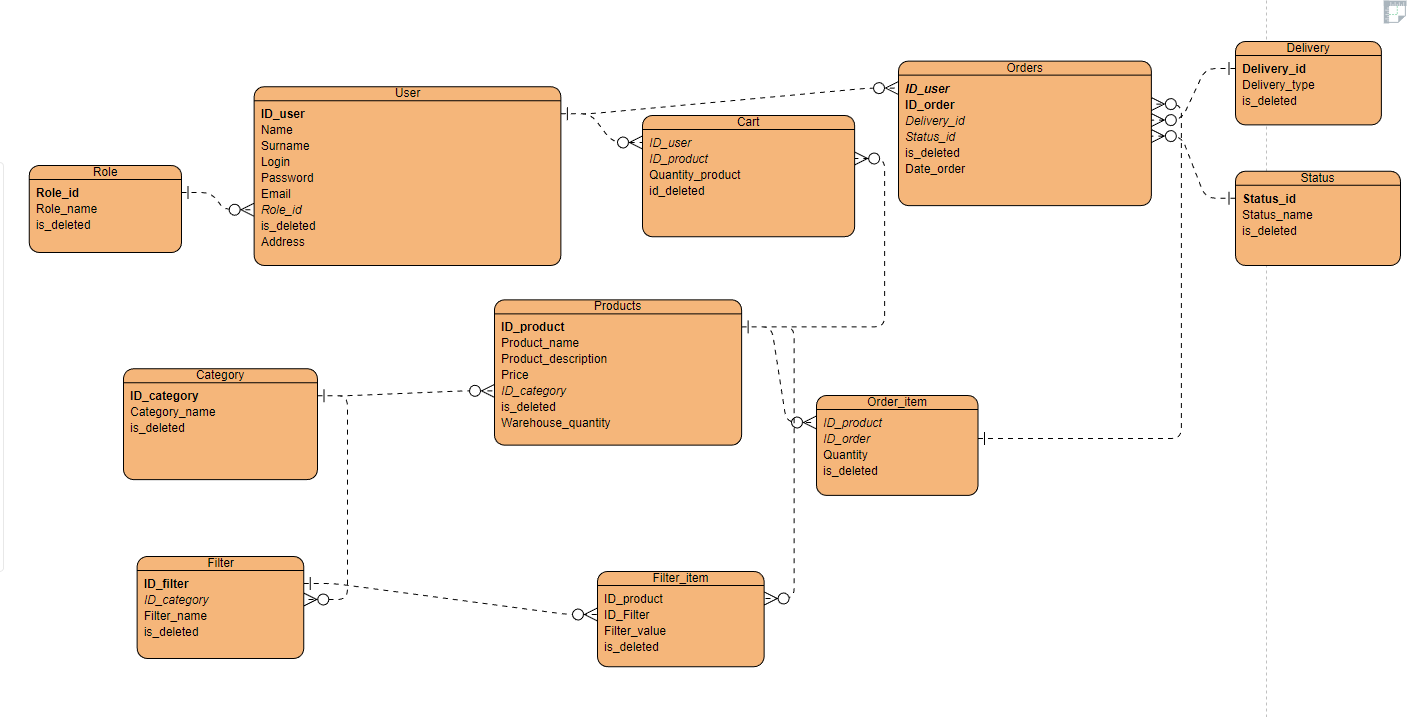 Delivery
Delivery_id
Delivery_type
is_deleted
Orders
ID_user
ID_order
Delivery_id
Status_id
is_deleted
Date_order
User
ID_user
Name
Surname
Login
Password
Email
Role_id
is_deleted
Address
Cart
ID_user
ID_product
Quantity_product
id_deleted
Role
Role_id
Role_name
is_deleted
Status
Status_id
Status_name
is_deleted
Products
ID_product
Product_name
Product_description
Price
ID_category
is_deleted
Warehouse_quantity
Category
ID_category
Category_name
is_deleted
Order_item
ID_product
ID_order
Quantity
is_deleted
Filter
ID_filter
ID_category
Filter_name
is_deleted
Filter_item
ID_product
ID_Filter
Filter_value
is_deleted